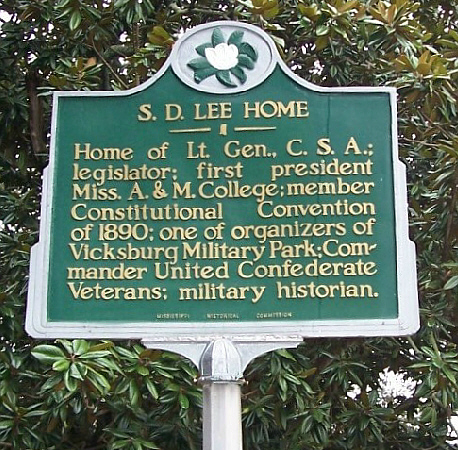 S. D. LEE HOME
Home of Lt. Gen., C. S. A.;
legislator; first president
Miss. A. & M. College; member
Constitutional Convention
of 1890; one of organizers of
Vicksburg Military Park; Com-
mander United Confederate
Veterans; military historian.
MISSISSIPPI HISTORICAL COMMISSION